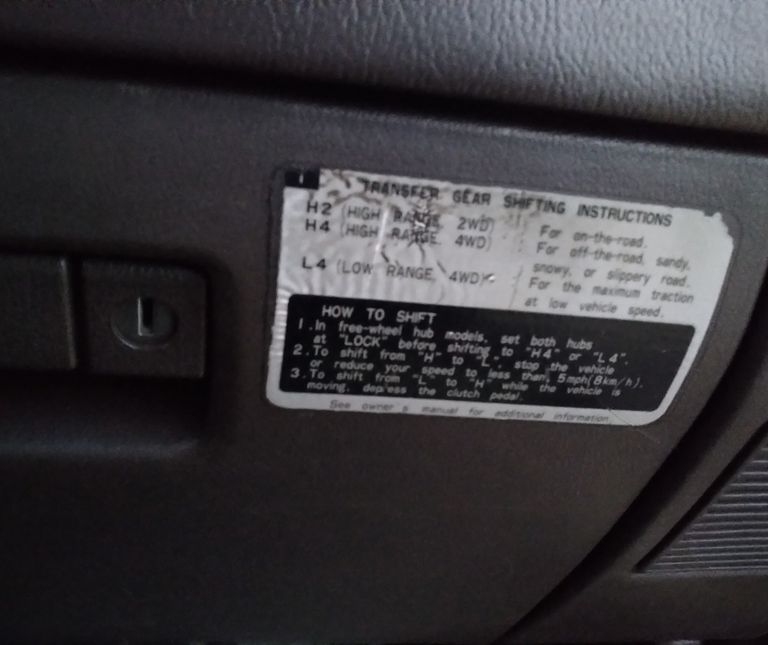 TRANSFER GEAR SHIFTING INSTRUCTIONS
H2 (HIGH RANGE, 2WD) For on-the-road.
H4 (HIGH RANGE, 4WD) For off-the-road, sandy,
snowy, or slippery road.
L4 (LOW RANGE, 4WD) For the maximum traction
at low vehicle speed.
HOW TO SHIFT
1. In free-wheel hub models, set both hubs
at "LOCK" before shifting to "H4" or "L4".
2. To shift from "H" to "L", stop the vehicle
or reduce your speed to less than 5mph(8km/h).
3. To shift from "L" to "H" while the vehicle is
moving, depress the clutch pedal.
See owner's manual for additional information